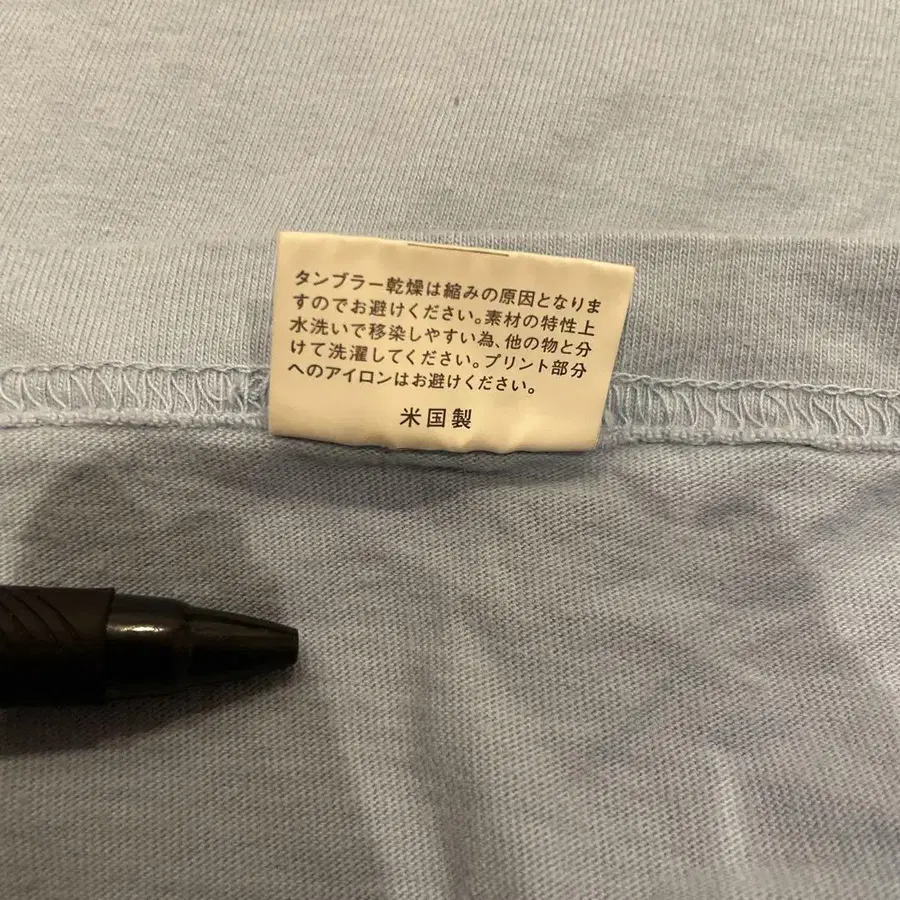 タンブラー乾燥は縮みの原因となりま
すのでお避けください。素材の特性上
水洗いで移染しやすい為、他の物と分
けて洗濯してください。プリント部分
へのアイロンはお避けください。
米国製